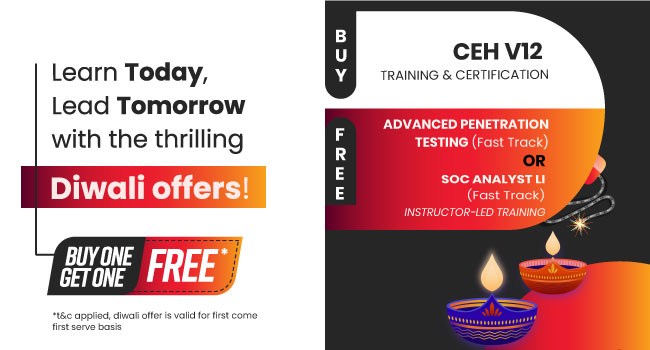 Learn Today,
Lead Tomorrow
with the thrilling
Diwali offers!
BUY ONE
GET ONE
FREE*
*t&c applied, diwali offer is valid for first come
first serve basis
BUY
CEH V12
TRAINING & CERTIFICATION
FREE
ADVANCED PENETRATION
TESTING (Fast Track)
OR
SOC ANALYST LI
(Fast Track)
INSTRUCTOR-LED TRAINING